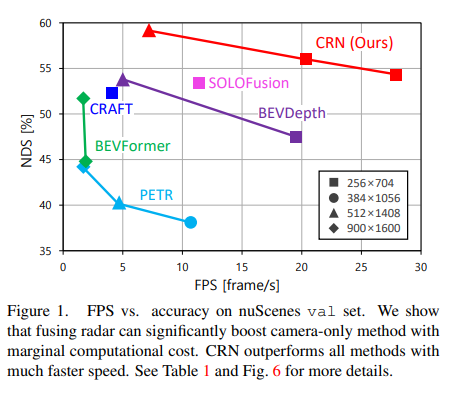 60
55
50
45
40
35
NDS [%]
CRN (Ours)
SOLOFusion
CRAFT
BEVDepth
BEVFormer
PETR
256×704
384×1056
512×1408
900×1600
0 5 10 15 20 25 30
FPS [frame/s]
Figure 1. FPS vs. accuracy on nuScenes val set. We show
that fusing radar can significantly boost camera-only method with
marginal computational cost. CRN outperforms all methods with
much faster speed. See Table 1 and Fig. 6 for more details.